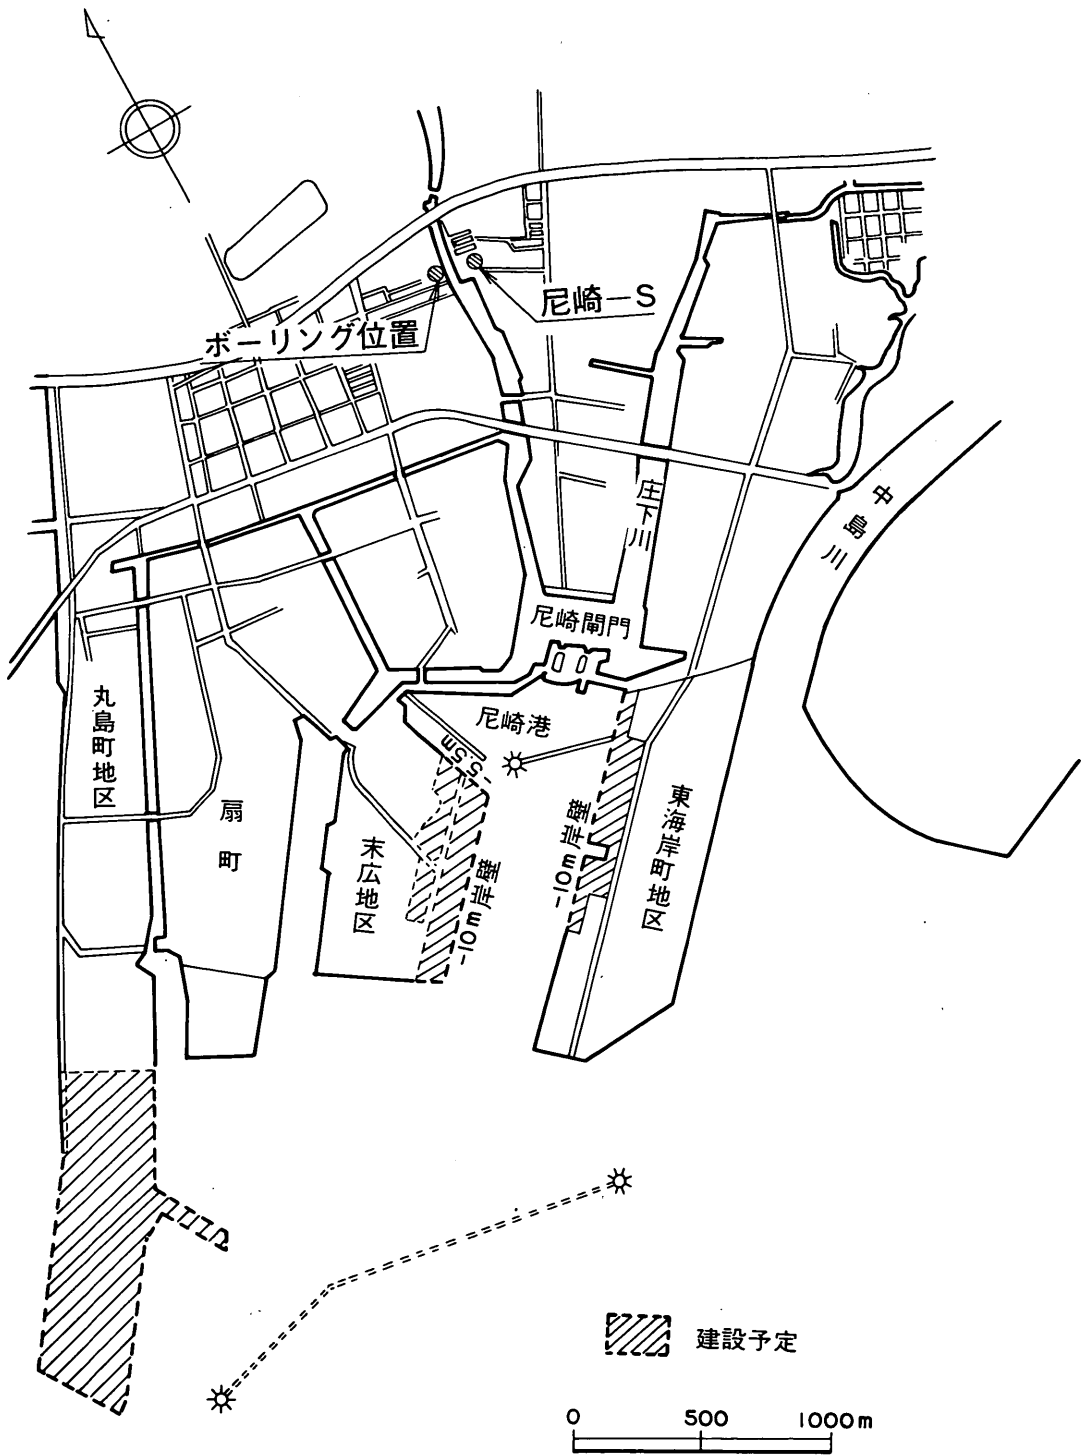 尼崎-S
ボーリング位置
中島川
庄下川
尼崎閘門
尼崎港
丸島町地区
扇町
末広地区
-5.5m
-10m岸壁
-10m岸壁
東海岸町地区
建設予定
0 500 1000m